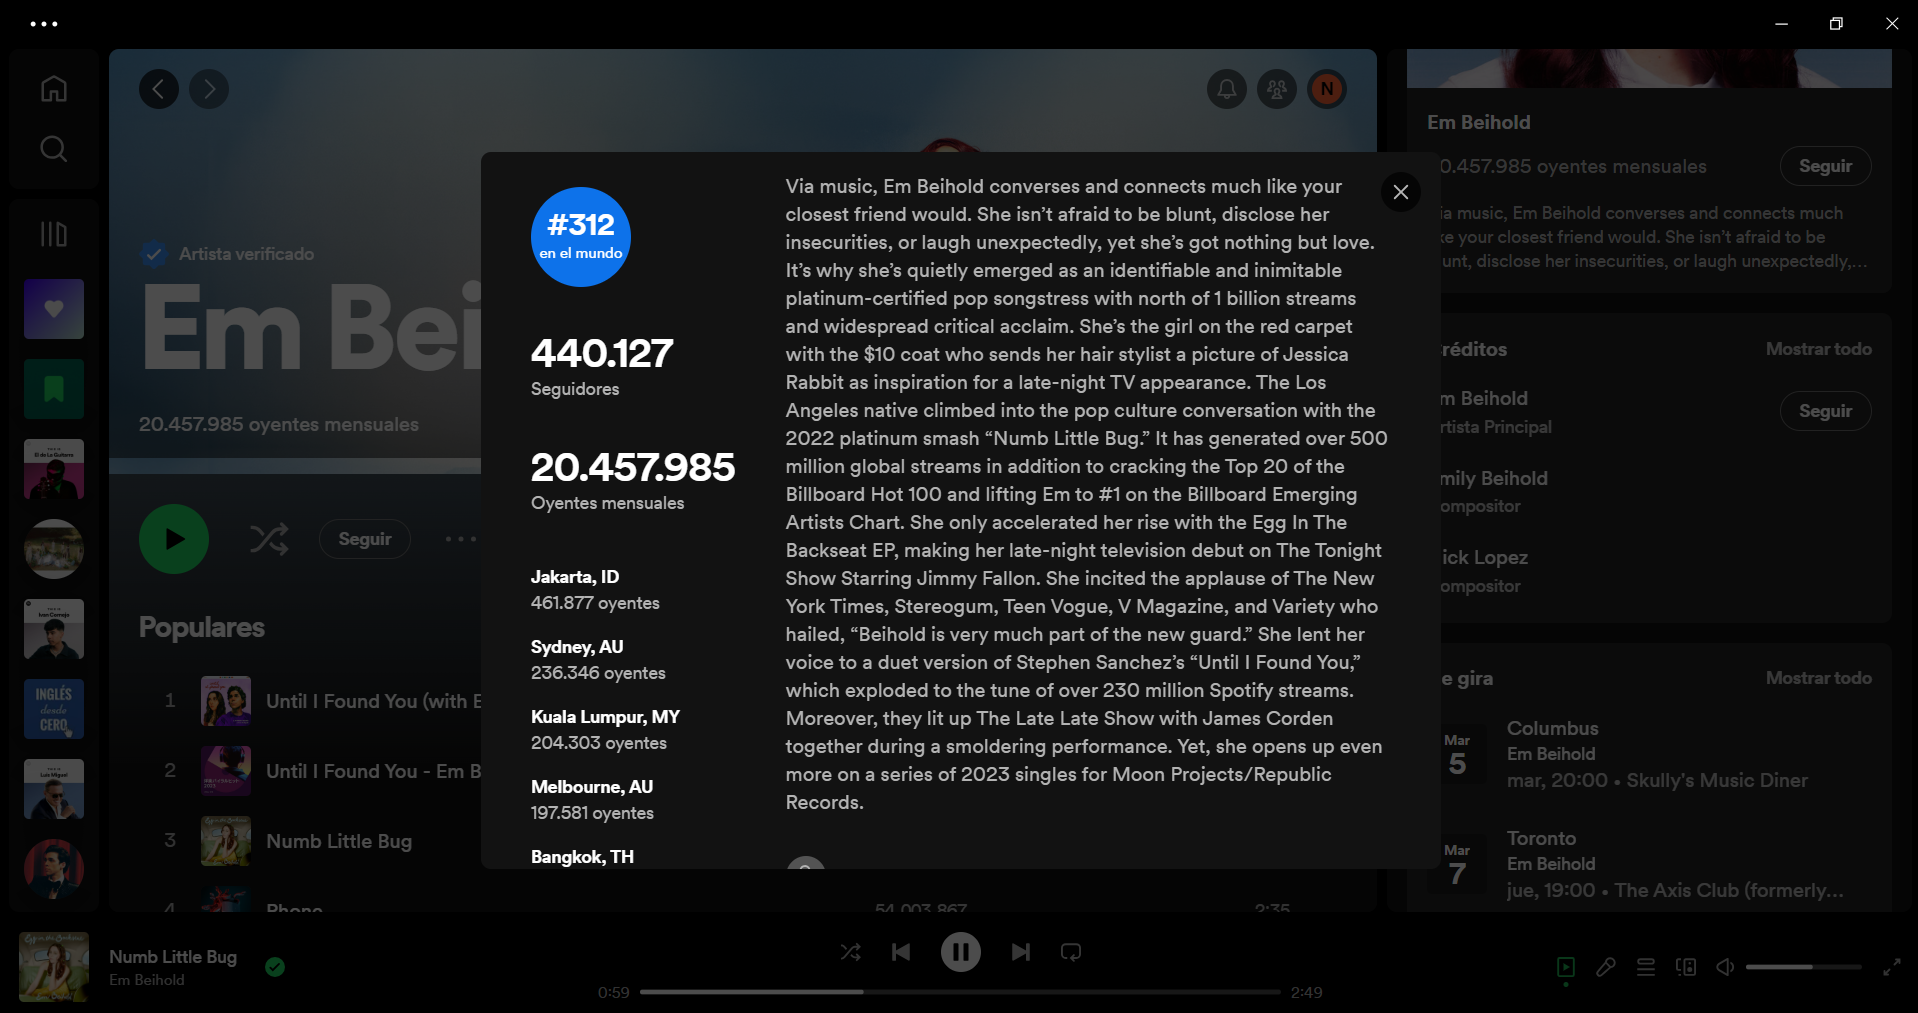 N
Artista verificado
Em Bei
20.457.985 oyentes mensuales
Seguir
Populares
1
Until I Found You (with E
2
Until I Found You - Em B
3
Numb Little Bug
4
Phone
54.003.867
2:35
INGLÉS
desde
CERO
THIS IS
Luis Miguel
#312
en el mundo
440.127
Seguidores
20.457.985
Oyentes mensuales
Jakarta, ID
461.877 oyentes
Sydney, AU
236.346 oyentes
Kuala Lumpur, MY
204.303 oyentes
Melbourne, AU
197.581 oyentes
Bangkok, TH
Via music, Em Beihold converses and connects much like your
closest friend would. She isn’t afraid to be blunt, disclose her
insecurities, or laugh unexpectedly, yet she’s got nothing but love.
It’s why she’s quietly emerged as an identifiable and inimitable
platinum-certified pop songstress with north of 1 billion streams
and widespread critical acclaim. She’s the girl on the red carpet
with the $10 coat who sends her hair stylist a picture of Jessica
Rabbit as inspiration for a late-night TV appearance. The Los
Angeles native climbed into the pop culture conversation with the
2022 platinum smash “Numb Little Bug.” It has generated over 500
million global streams in addition to cracking the Top 20 of the
Billboard Hot 100 and lifting Em to #1 on the Billboard Emerging
Artists Chart. She only accelerated her rise with the Egg In The
Backseat EP, making her late-night television debut on The Tonight
Show Starring Jimmy Fallon. She incited the applause of The New
York Times, Stereogum, Teen Vogue, V Magazine, and Variety who
hailed, “Beihold is very much part of the new guard.” She lent her
voice to a duet version of Stephen Sanchez’s “Until I Found You,”
which exploded to the tune of over 230 million Spotify streams.
Moreover, they lit up The Late Late Show with James Corden
together during a smoldering performance. Yet, she opens up even
more on a series of 2023 singles for Moon Projects/Republic
Records.
Em Beihold
0.457.985 oyentes mensuales
Seguir
ia music, Em Beihold converses and connects much
ke your closest friend would. She isn’t afraid to be
unt, disclose her insecurities, or laugh unexpectedly,...
réditos
Mostrar todo
m Beihold
rtista Principal
Seguir
mily Beihold
ompositor
ick Lopez
ompositor
e gira
Mostrar todo
Mar
5
Columbus
Em Beihold
mar, 20:00 • Skully’s Music Diner
Mar
7
Toronto
Em Beihold
jue, 19:00 • The Axis Club (formerly...
Numb Little Bug
Em Beihold
0:59
2:49